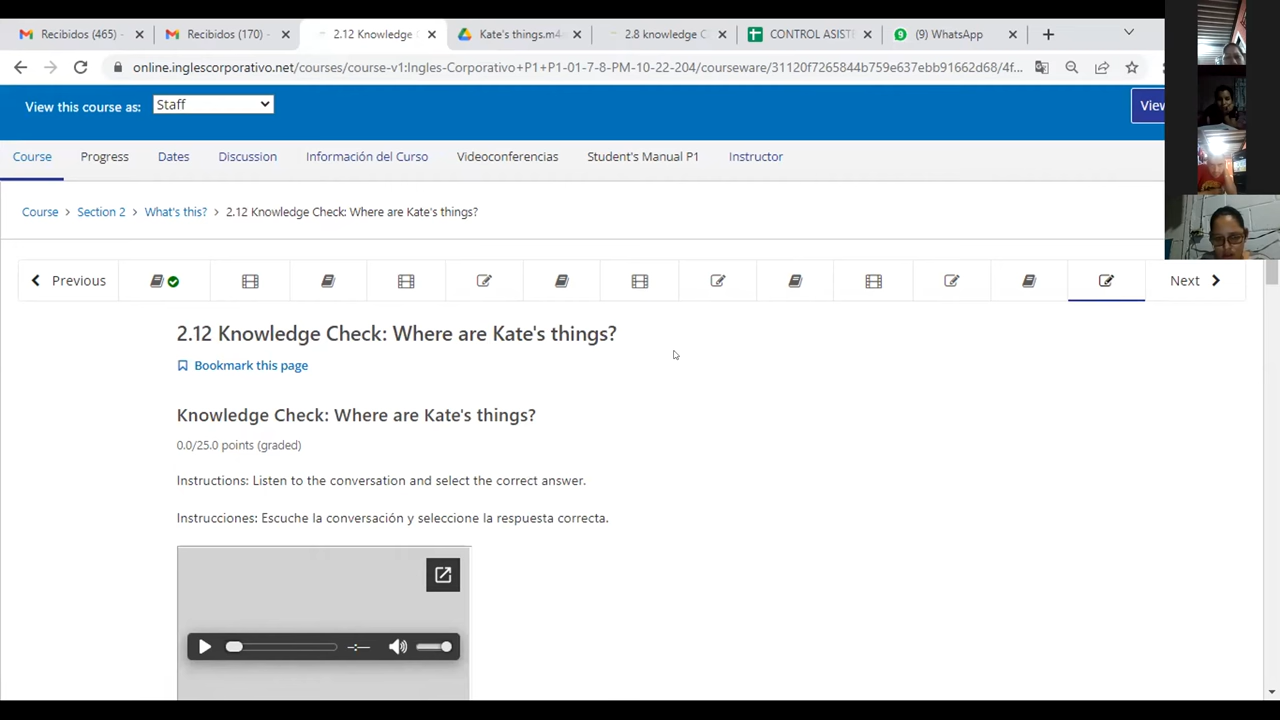 Recibidos (465) -
Recibidos (170) -
2.12 Knowledge
Kate's things.m4
2.8 knowledge C
CONTROL ASIST
(9) WhatsApp
online.inglescorporativo.net/courses/course-v1:Ingles-Corporativo+P1+P1-01-7-8-PM-10-22-204/courseware/31120f7265844b759e637ebb91662d68/4f...
View this course as: Staff
View
Course Progress Dates Discussion Información del Curso Videoconferencias Student's Manual P1 Instructor
Course > Section 2 > What's this? > 2.12 Knowledge Check: Where are Kate's things?
Previous
Next
2.12 Knowledge Check: Where are Kate's things?
Bookmark this page
Knowledge Check: Where are Kate's things?
0.0/25.0 points (graded)
Instructions: Listen to the conversation and select the correct answer.
Instrucciones: Escuche la conversación y seleccione la respuesta correcta.
-:--